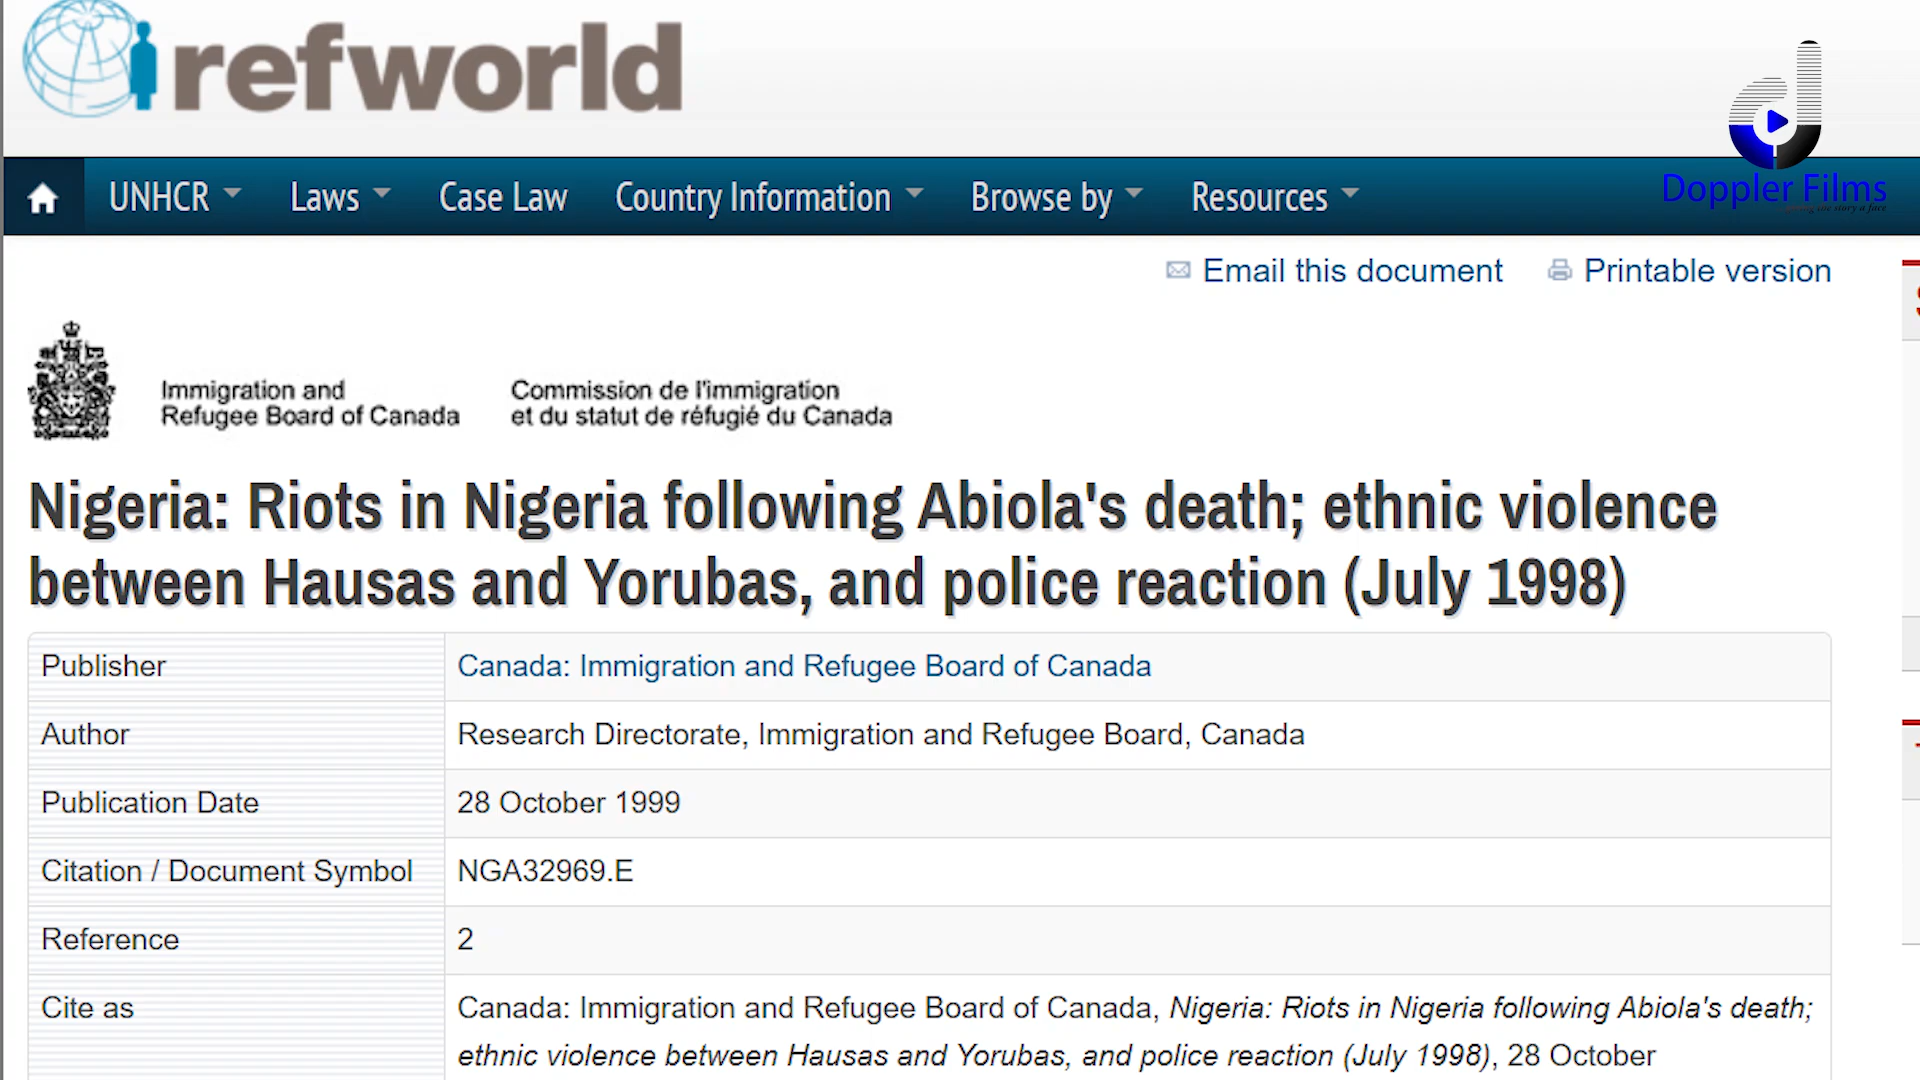 refworld
Doppler Films
UNHCR Laws Case Law Country Information Browse by Resources
Email this document Printable version
Immigration and
Refugee Board of Canada
Commission de l'immigration
et du statut de réfugié du Canada
Nigeria: Riots in Nigeria following Abiola's death; ethnic violence
between Hausas and Yorubas, and police reaction (July 1998)
Publisher Canada: Immigration and Refugee Board of Canada
Author Research Directorate, Immigration and Refugee Board, Canada
Publication Date 28 October 1999
Citation / Document Symbol NGA32969.E
Reference 2
Cite as Canada: Immigration and Refugee Board of Canada, Nigeria: Riots in Nigeria following Abiola's death;
ethnic violence between Hausas and Yorubas, and police reaction (July 1998), 28 October